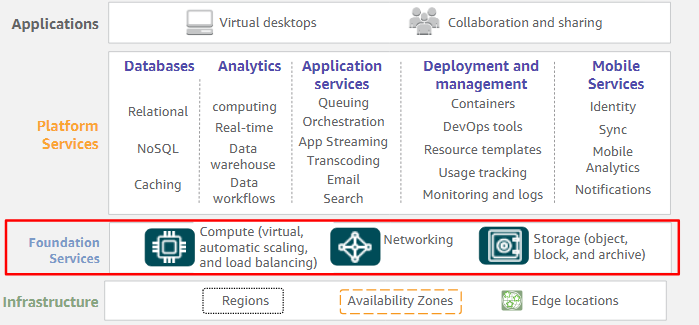 Applications
Virtual desktops
Collaboration and sharing
Platform
Services
Databases
Relational
NoSQL
Caching
Analytics
computing
Real-time
Data
warehouse
Data
workflows
Application
services
Queuing
Orchestration
App Streaming
Transcoding
Email
Search
Deployment and
management
Containers
DevOps tools
Resource templates
Usage tracking
Monitoring and logs
Mobile
Services
Identity
Sync
Mobile
Analytics
Notifications
Foundation
Services
Compute (virtual,
automatic scaling,
and load balancing)
Networking
Storage (object,
block, and archive)
Infrastructure
Regions
Availability Zones
Edge locations